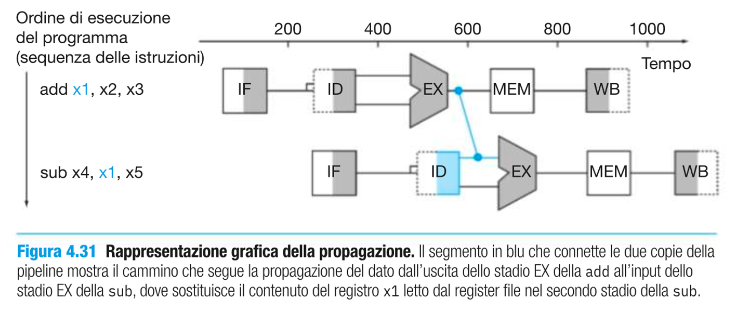 Ordine di esecuzione
del programma
(sequenza delle istruzioni)
200 400 600 800 1000
Tempo
add x1, x2, x3
IF ID EX MEM WB
sub x4, x1, x5
IF ID EX MEM WB
Figura 4.31 Rappresentazione grafica della propagazione. Il segmento in blu che connette le due copie della
pipeline mostra il cammino che segue la propagazione del dato dall'uscita dello stadio EX della add all'input dello
stadio EX della sub, dove sostituisce il contenuto del registro x1 letto dal register file nel secondo stadio della sub.